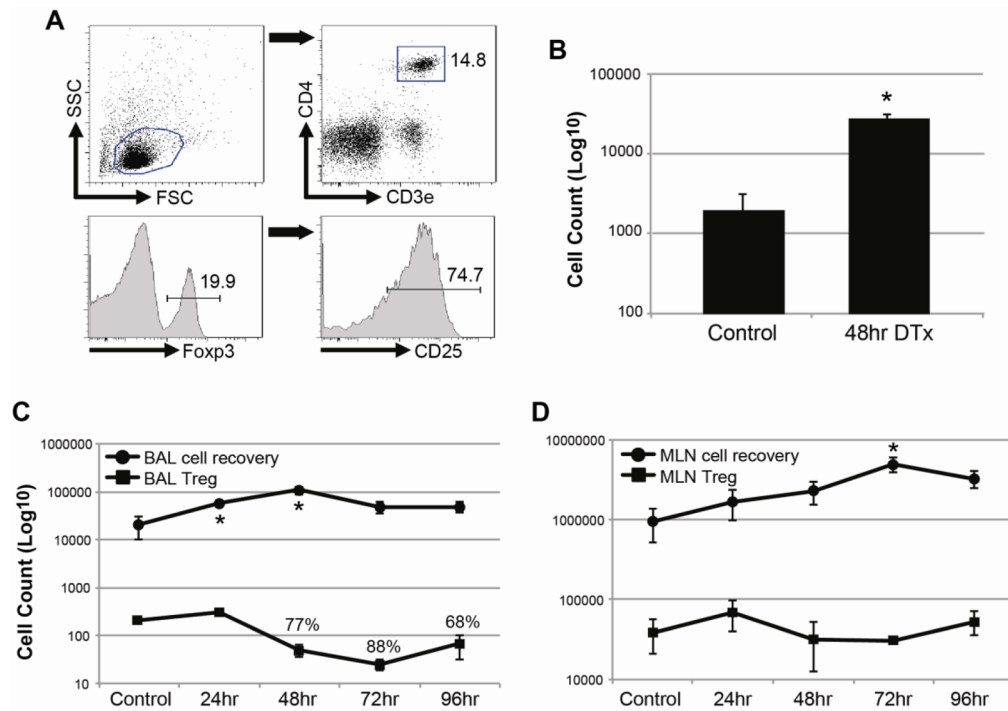 A
SSC
FSC
14.8
CD4
CD3e
19.9
Foxp3
74.7
CD25
B
Cell Count (Log10)
100000
10000
1000
100
*
Control
48hr DTx
C
Cell Count (Log10)
1000000
100000
10000
1000
100
10
BAL cell recovery
BAL Treg
*
*
77%
88%
68%
Control
24hr
48hr
72hr
96hr
D
10000000
1000000
100000
10000
MLN cell recovery
MLN Treg
*
Control
24hr
48hr
72hr
96hr